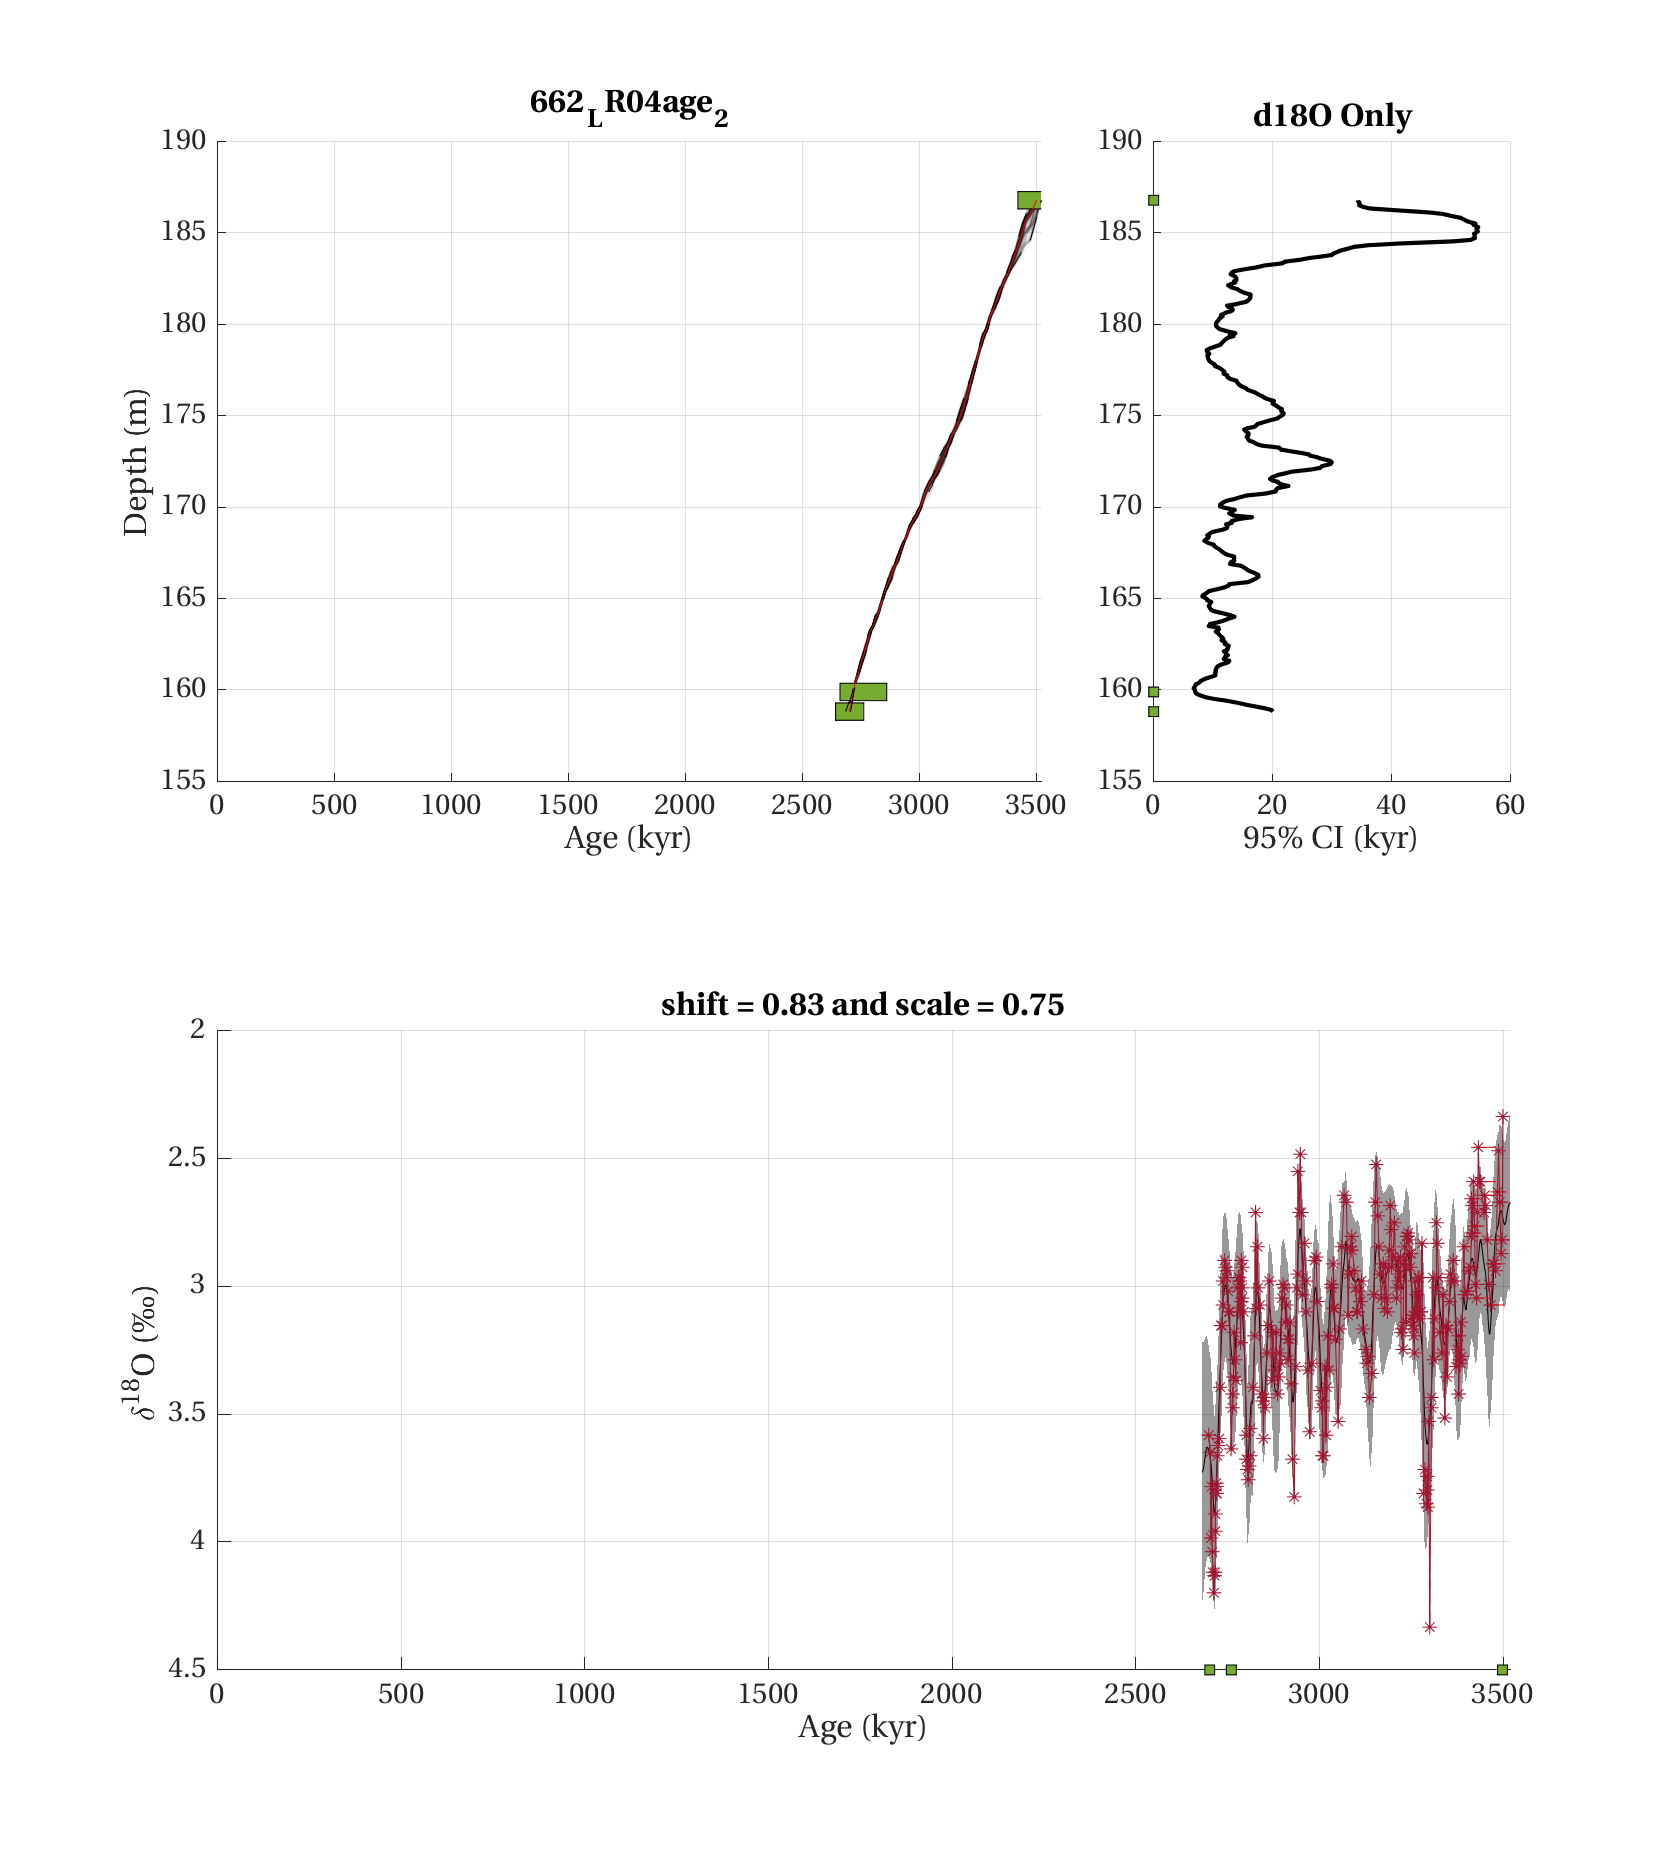 662_L R04age_2
190
185
180
175
170
165
160
155
Depth (m)
0 500 1000 1500 2000 2500 3000 3500
Age (kyr)
d18O Only
190
185
180
175
170
165
160
155
0 20 40 60
95% CI (kyr)
shift = 0.83 and scale = 0.75
2
2.5
3
3.5
4
4.5
δ¹⁸O (‰)
0 500 1000 1500 2000 2500 3000 3500
Age (kyr)